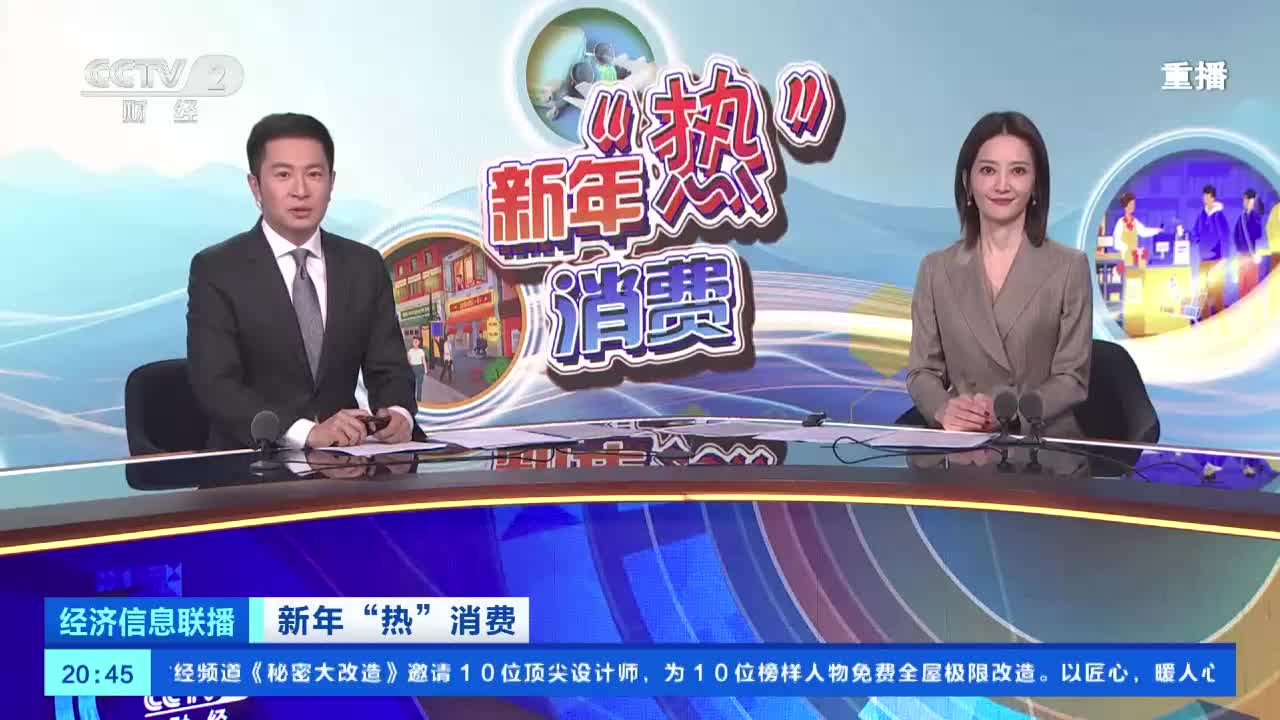 CCTV 2
财经
重播
新年“热”
消费
经济信息联播
新年“热”消费
20:45
经频道《秘密大改造》邀请10位顶尖设计师，为10位榜样人物免费全屋极限改造。以匠心，暖人心